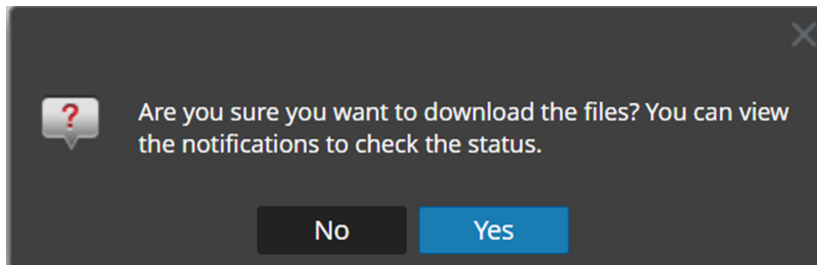 ?
Are you sure you want to download the files? You can view
the notifications to check the status.
No
Yes